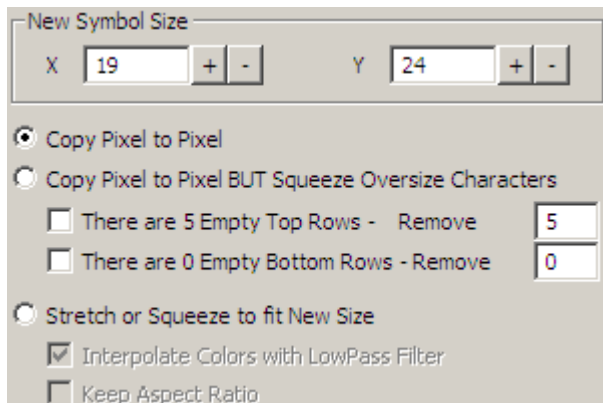 New Symbol Size
X 19 + - Y 24 + -
Copy Pixel to Pixel
Copy Pixel to Pixel BUT Squeeze Oversize Characters
There are 5 Empty Top Rows - Remove 5
There are 0 Empty Bottom Rows - Remove 0
Stretch or Squeeze to fit New Size
Interpolate Colors with LowPass Filter
Keep Aspect Ratio